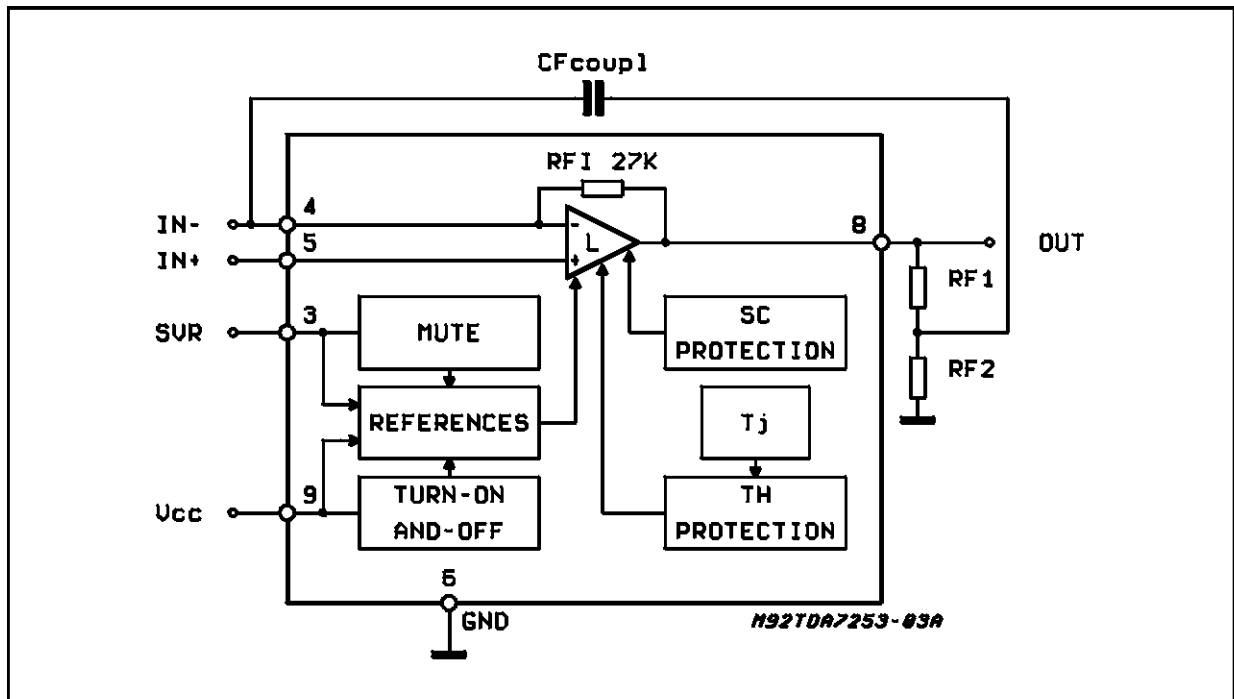 CFcoupl
RFI 27K
IN-
4
L
-
8
OUT
IN+
5
+
RF1
SVR
3
MUTE
SC
PROTECTION
RF2
REFERENCES
Tj
Vcc
9
TURN-ON
AND-OFF
TH
PROTECTION
6
GND
M92TDA7253-03A